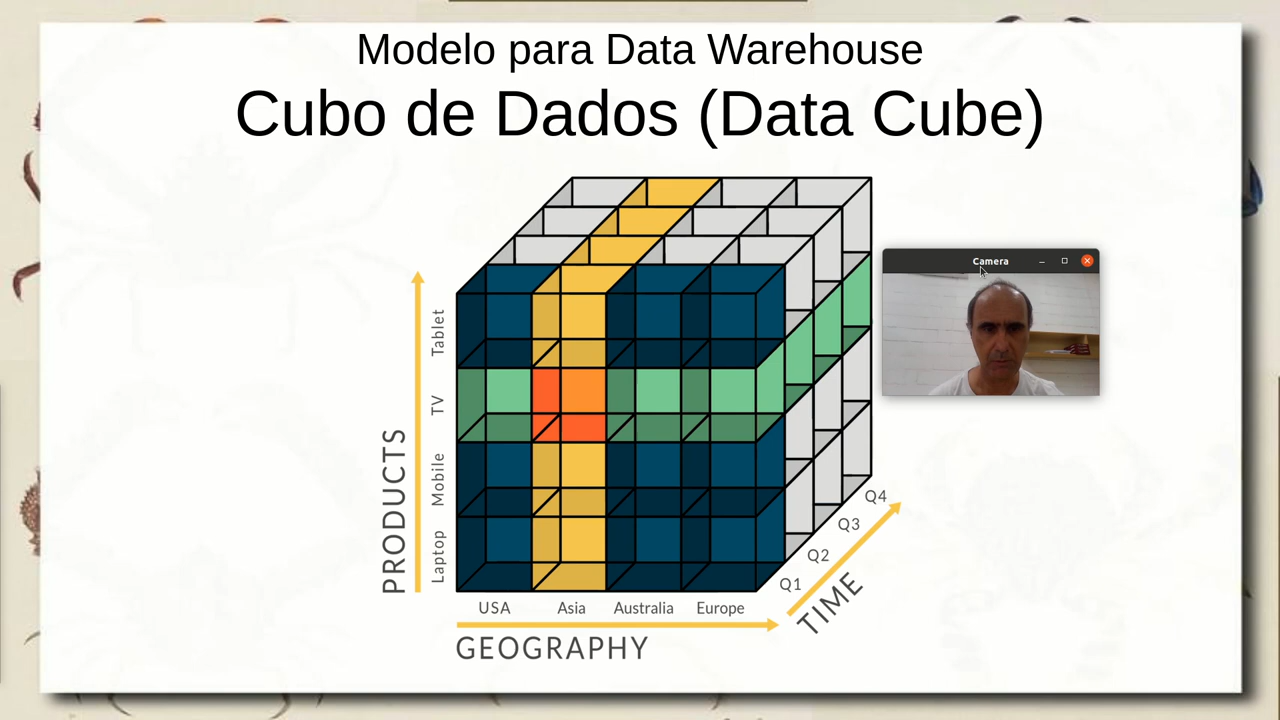 Modelo para Data Warehouse
Cubo de Dados (Data Cube)
Camera
PRODUCTS
Tablet
TV
Mobile
Laptop
USA
Asia
Australia
Europe
GEOGRAPHY
Q1
Q2
Q3
Q4
TIME